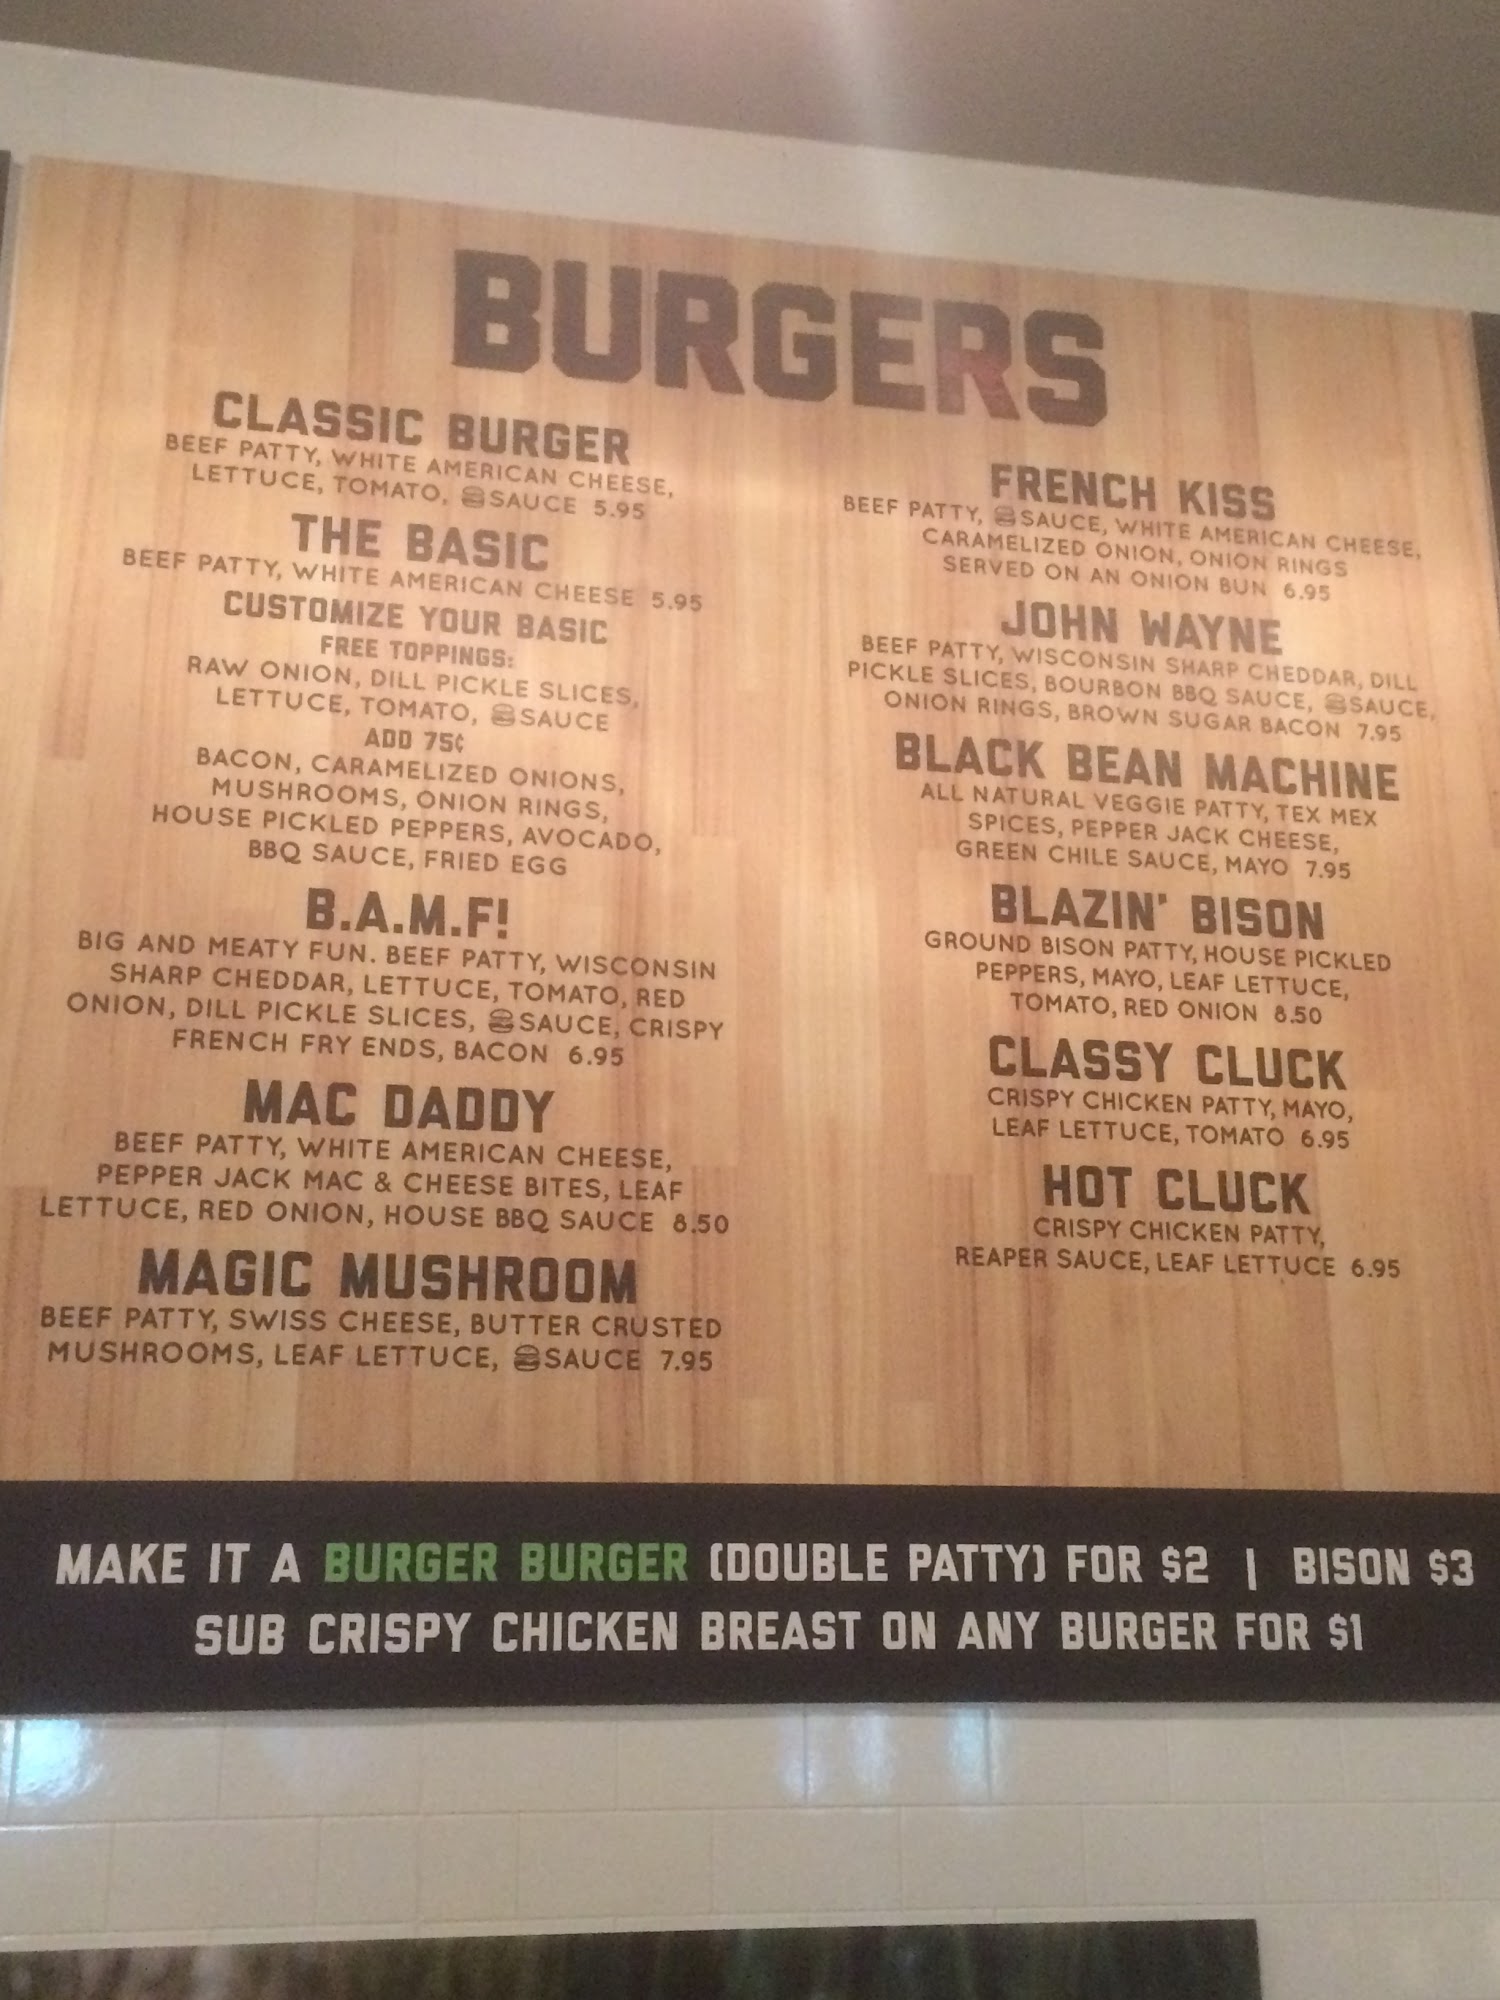 BURGERS
CLASSIC BURGER
BEEF PATTY, WHITE AMERICAN CHEESE,
LETTUCE, TOMATO, SAUCE 5.95
THE BASIC
BEEF PATTY, WHITE AMERICAN CHEESE 5.95
CUSTOMIZE YOUR BASIC
FREE TOPPINGS:
RAW ONION, DILL PICKLE SLICES,
LETTUCE, TOMATO, SAUCE
ADD 75¢
BACON, CARAMELIZED ONIONS,
MUSHROOMS, ONION RINGS,
HOUSE PICKLED PEPPERS, AVOCADO,
BBQ SAUCE, FRIED EGG
B.A.M.F!
BIG AND MEATY FUN. BEEF PATTY, WISCONSIN
SHARP CHEDDAR, LETTUCE, TOMATO, RED
ONION, DILL PICKLE SLICES, SAUCE, CRISPY
FRENCH FRY ENDS, BACON 6.95
MAC DADDY
BEEF PATTY, WHITE AMERICAN CHEESE,
PEPPER JACK MAC & CHEESE BITES, LEAF
LETTUCE, RED ONION, HOUSE BBQ SAUCE 8.50
MAGIC MUSHROOM
BEEF PATTY, SWISS CHEESE, BUTTER CRUSTED
MUSHROOMS, LEAF LETTUCE, SAUCE 7.95
FRENCH KISS
BEEF PATTY, SAUCE, WHITE AMERICAN CHEESE,
CARAMELIZED ONION, ONION RINGS
SERVED ON AN ONION BUN 6.95
JOHN WAYNE
BEEF PATTY, WISCONSIN SHARP CHEDDAR, DILL
PICKLE SLICES, BOURBON BBQ SAUCE, SAUCE,
ONION RINGS, BROWN SUGAR BACON 7.95
BLACK BEAN MACHINE
ALL NATURAL VEGGIE PATTY, TEX MEX
SPICES, PEPPER JACK CHEESE,
GREEN CHILE SAUCE, MAYO 7.95
BLAZIN' BISON
GROUND BISON PATTY, HOUSE PICKLED
PEPPERS, MAYO, LEAF LETTUCE,
TOMATO, RED ONION 8.50
CLASSY CLUCK
CRISPY CHICKEN PATTY, MAYO,
LEAF LETTUCE, TOMATO 6.95
HOT CLUCK
CRISPY CHICKEN PATTY,
REAPER SAUCE, LEAF LETTUCE 6.95
MAKE IT A BURGER BURGER (DOUBLE PATTY) FOR $2 | BISON $3
SUB CRISPY CHICKEN BREAST ON ANY BURGER FOR $1